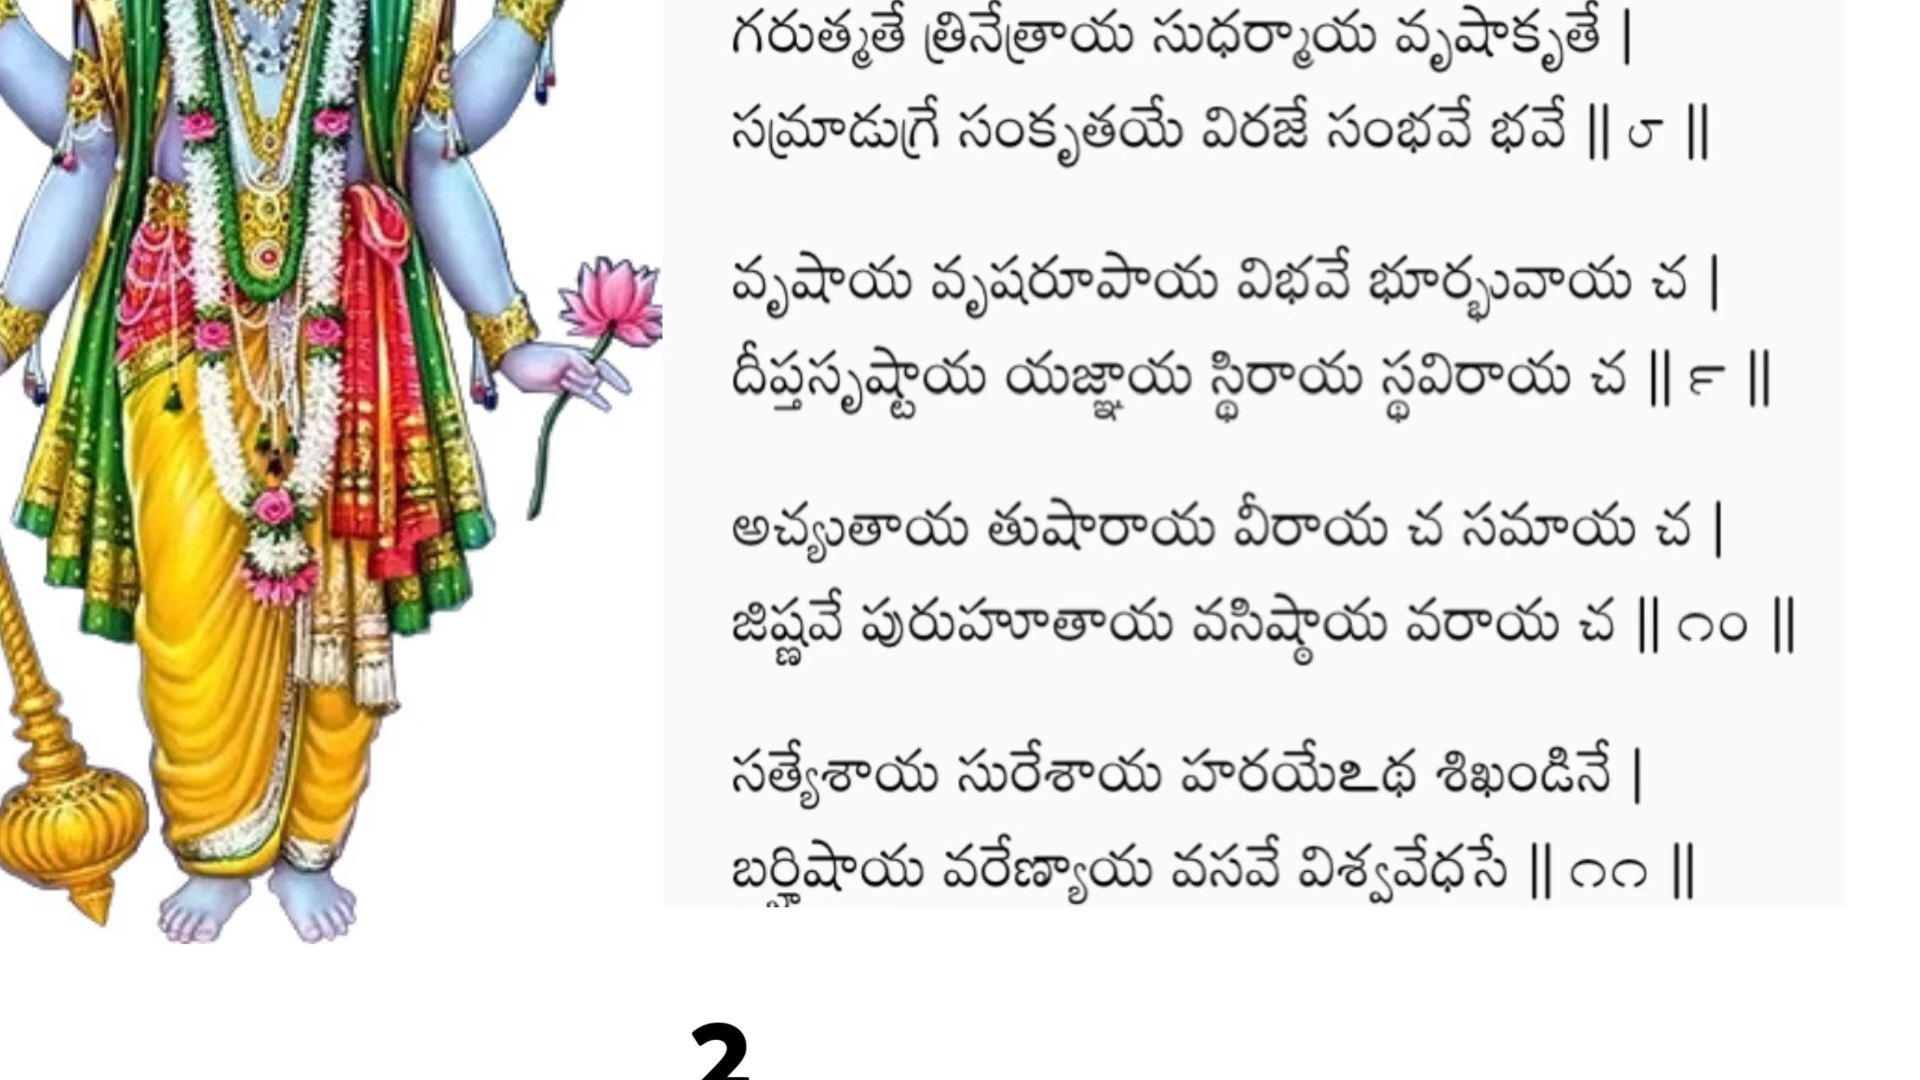 గరుత్మతే త్రినేత్రాయ సుధర్మాయ వృషాకృతే |
సమ్రాడుగ్రే సంకృతయే విరజే సంభవే భవే || ౮ ||
వృషాయ వృషరూపాయ విభవే భూర్భువాయ చ |
దీప్తసృష్టాయ యజ్ఞాయ స్థిరాయ స్థవిరాయ చ || ౯ ||
అచ్యుతాయ తుషారాయ వీరాయ చ సమాయ చ |
జిష్ణవే పురుహూతాయ వసిష్ఠాయ వరాయ చ || ౧౦ ||
సత్యేశాయ సురేశాయ హరయేఽథ శిఖండినే |
బర్హిషాయ వరేణ్యాయ వసవే విశ్వవేధసే || ౧౧ ||
2